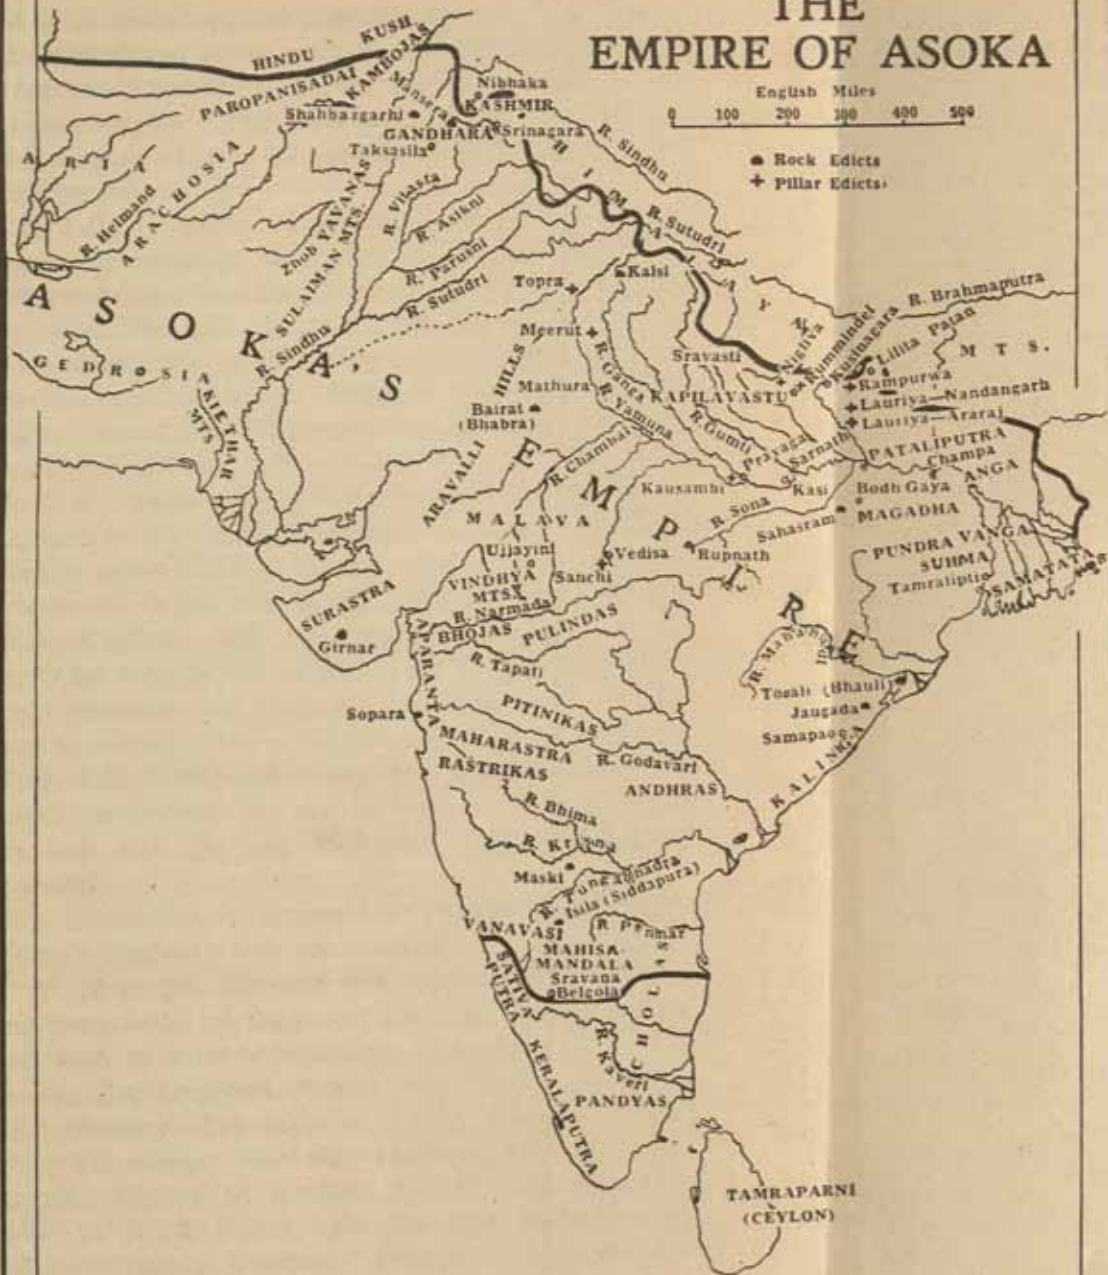 THE
EMPIRE OF ASOKA
English Miles
0 100 200 300 400 500
Rock Edicts
Pillar Edicts
HINDU KUSH
PAROPANISADAI
KAMBOJAS
Mansera
Nibhaka
KASHMIR
Shahbazgarhi
GANDHARA
Srinagara
Taksasila
R. Sindhu
HIMALAYA MTS.
ARIA
R. Helmand
ARACHOSIA
Zhob
YAVANAS
SULAIMAN MTS.
R. Vitasta
R. Asikni
R. Parusni
R. Sutudri
R. Sutudri
Topra
Kalsi
R. Brahmaputra
ASOKA'S
EMPIRE
GEDROSIA
KIRTHAR
MTS
R. Sindhu
Meerut
HILLS
Mathura
Bairat
(Bhabra)
ARAVALLI
R. Ganga
R. Yamuna
Sravasti
KAPILAVASTU
R. Gumti
Nigliva
Rummindei
Kusinagara
Lilita Patan
Rampurwa
Lauriya—Nandangarh
Lauriya—Araraj
R. Chambal
Prayaga
Sarnath
PATALIPUTRA
Champa
ANGA
Kausambi
Kasi
Bodh Gaya
MALAVA
R. Sona
Sahasram
MAGADHA
Ujjayini
Vedisa
Rupnath
PUNDRA VANGA
SUHMA
Tamralipti
SAMATATA
VINDHYA
MTS
Sanchi
R. Narmada
SURASTRA
Girnar
BHOJAS
PULINDAS
APARANTA
R. Tapati
Tosali (Bhauli)
Jaugada
Samapa
Sopara
PITINIKAS
MAHARASTRA
R. Godavari
RASTRIKAS
ANDHRAS
KALINGA
R. Bhima
R. Krisna
Maski
R. Tungabhadra
Isila (Siddapura)
VANAVASI
R. Pennar
MAHISA
MANDALA
Sravana
Belgola
SATIYA
PUTRA
CHOLAS
R. Kaveri
KERALAPUTRA
PANDYAS
TAMRAPARNI
(CEYLON)